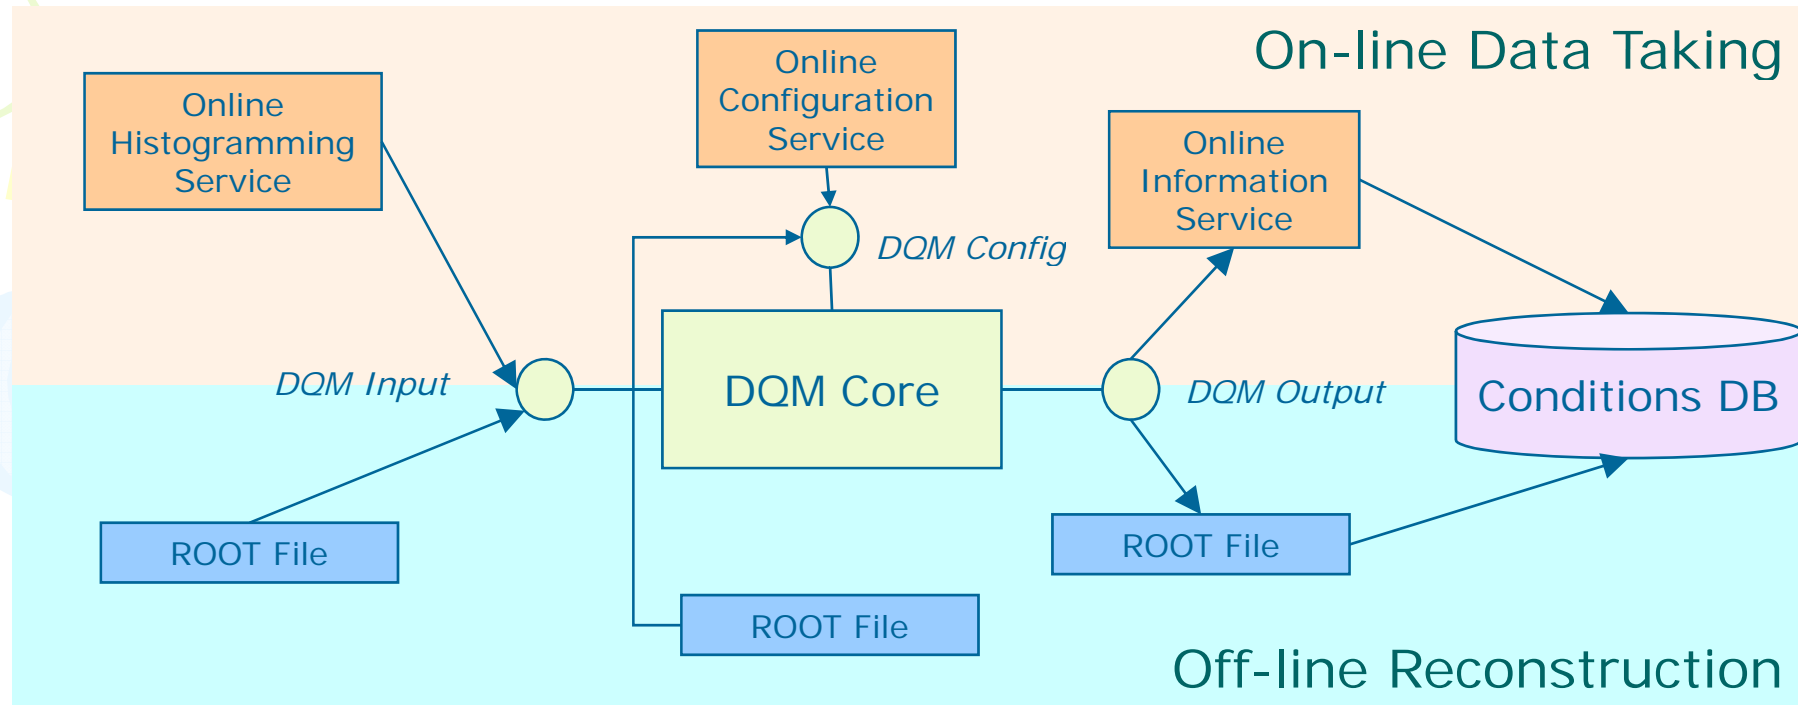 On-line Data Taking
Online
Histogramming
Service
Online
Configuration
Service
Online
Information
Service
DQM Config
DQM Input
DQM Core
DQM Output
Conditions DB
ROOT File
ROOT File
ROOT File
Off-line Reconstruction